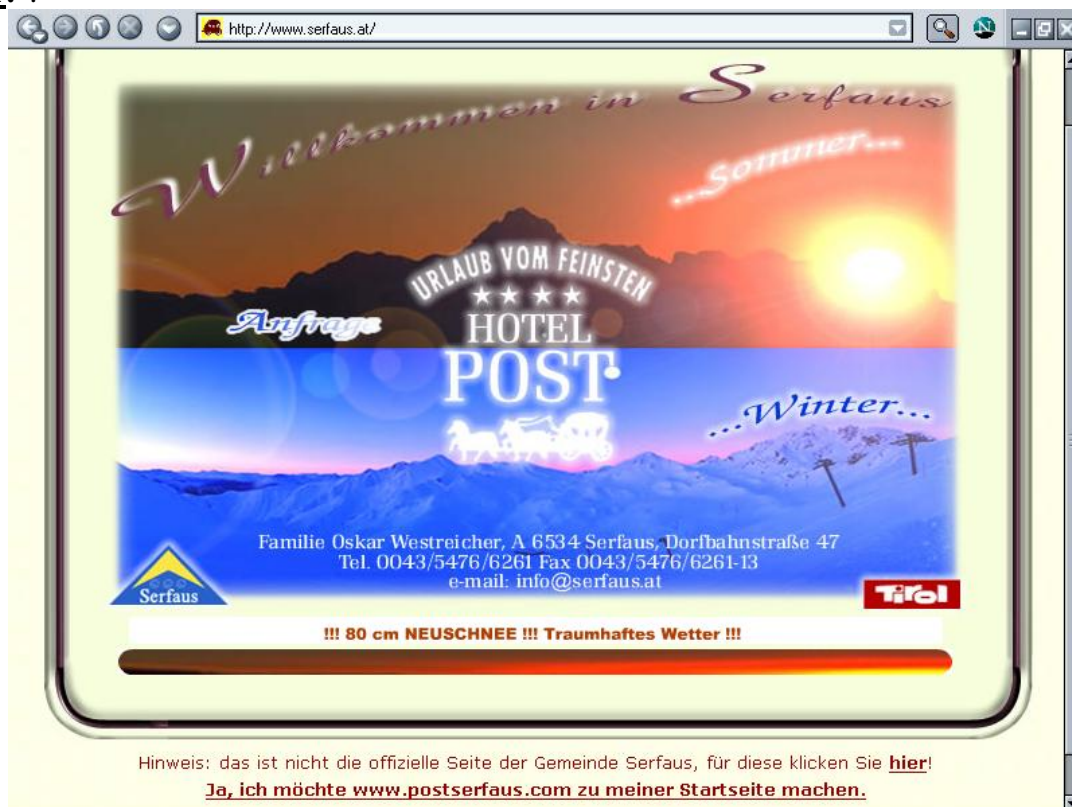 http://www.serfaus.at/
Willkommen in Serfaus
...Sommer...
URLAUB VOM FEINSTEN
★★★★
HOTEL
POST
Anfrage
...Winter...
Familie Oskar Westreicher, A 6534 Serfaus, Dorfbahnstraße 47
Tel. 0043/5476/6261 Fax 0043/5476/6261-13
e-mail: info@serfaus.at
Serfaus
Tirol
!!! 80 cm NEUSCHNEE !!! Traumhaftes Wetter !!!
Hinweis: das ist nicht die offizielle Seite der Gemeinde Serfaus, für diese klicken Sie hier!
Ja, ich möchte www.postserfaus.com zu meiner Startseite machen.